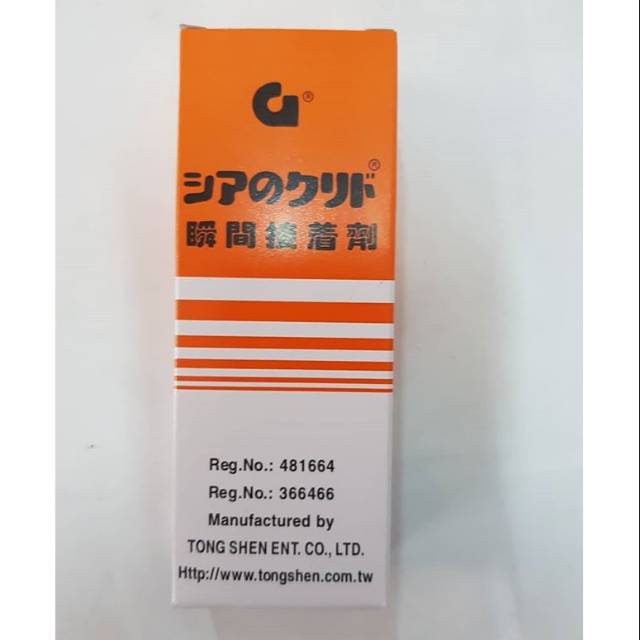 ®
シアのクリド®
瞬間接着劑
Reg.No.: 481664
Reg.No.: 366466
Manufactured by
TONG SHEN ENT. CO., LTD.
Http://www.tongshen.com.tw